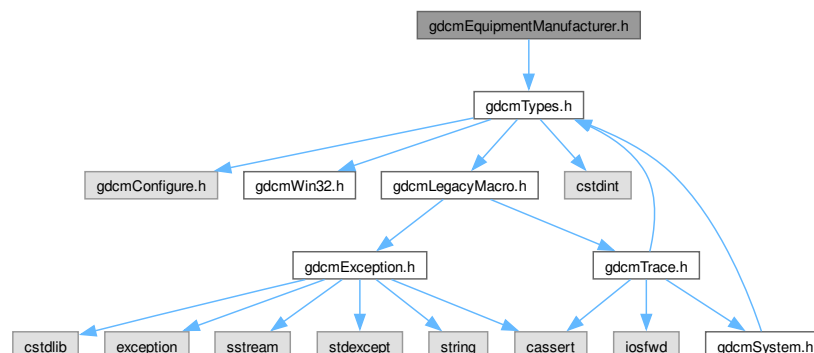 gdcmEquipmentManufacturer.h
gdcmTypes.h
gdcmConfigure.h
gdcmWin32.h
gdcmLegacyMacro.h
cstdint
gdcmException.h
gdcmTrace.h
cstdlib
exception
sstream
stdexcept
string
cassert
iosfwd
gdcmSystem.h